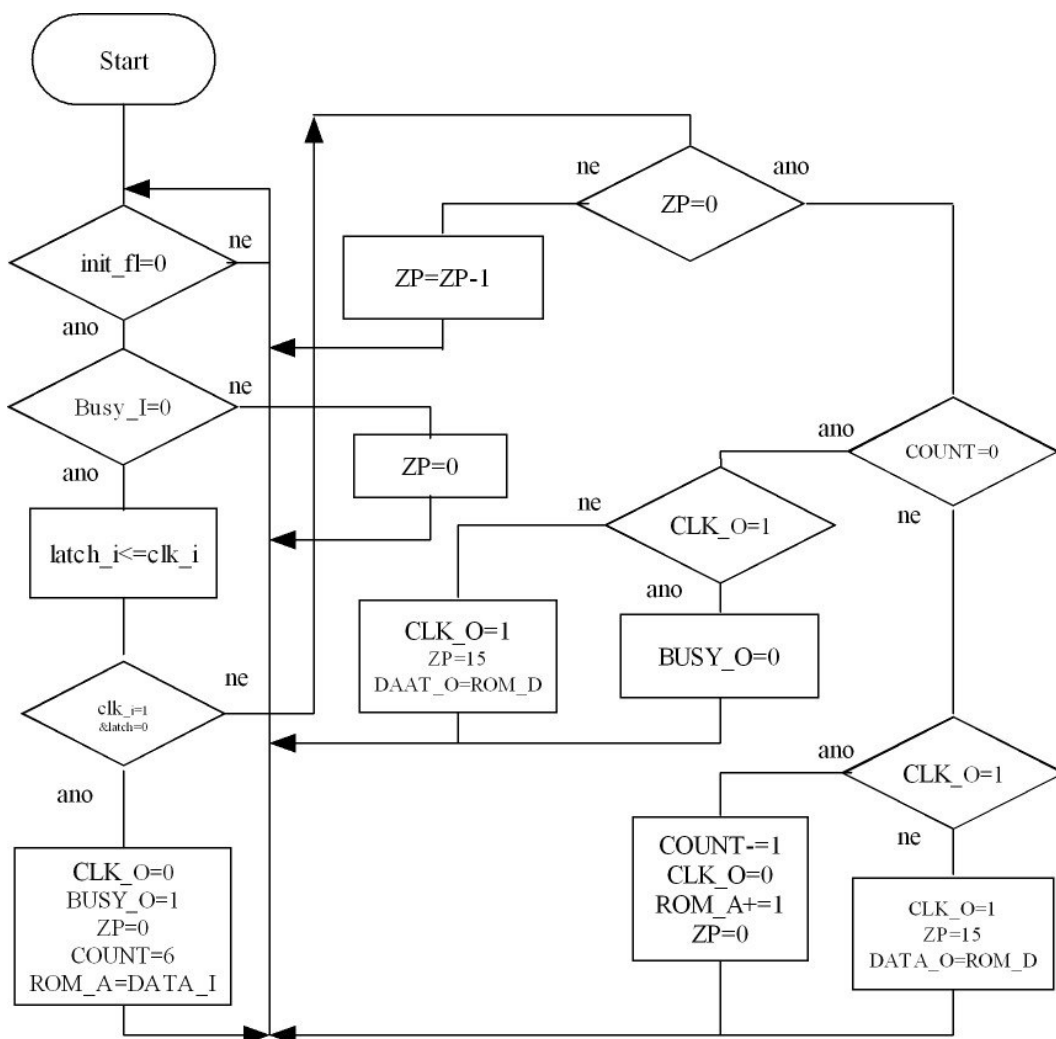 Start
init_fl=0
ne
ano
Busy_I=0
ne
ano
ZP=0
latch_i<=clk_i
clk_i=1
&latch=0
ne
ano
CLK_O=0
BUSY_O=1
ZP=0
COUNT=6
ROM_A=DATA_I
ZP=0
ne
ano
ZP=ZP-1
COUNT=0
ano
ne
CLK_O=1
ne
ano
CLK_O=1
ZP=15
DAAT_O=ROM_D
BUSY_O=0
CLK_O=1
ano
ne
COUNT-=1
CLK_O=0
ROM_A+=1
ZP=0
CLK_O=1
ZP=15
DATA_O=ROM_D